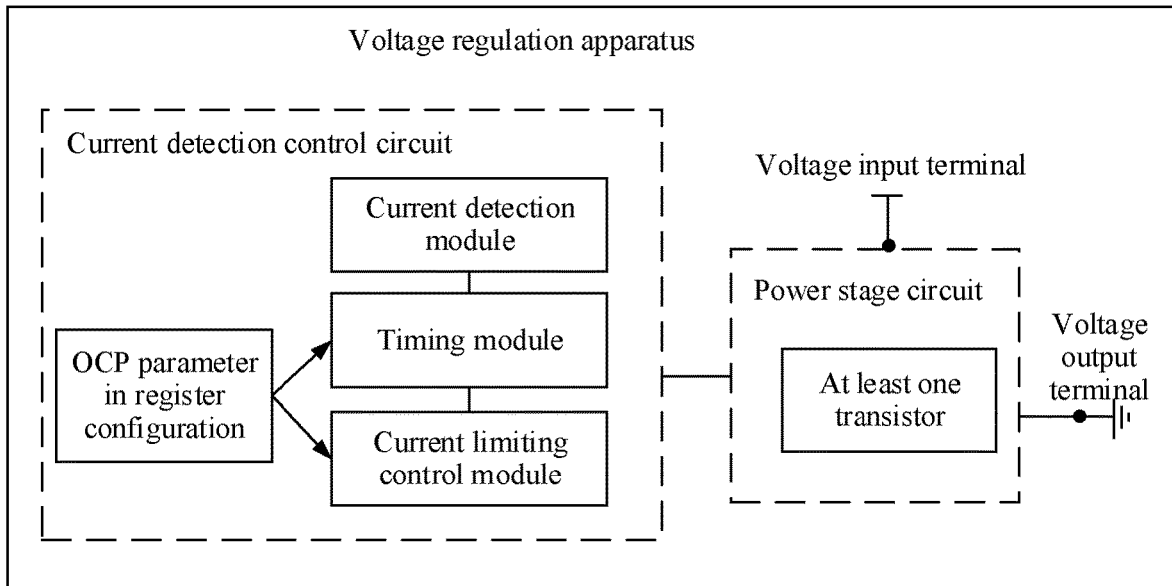 Voltage regulation apparatus
Current detection control circuit
Current detection
module
Timing module
OCP parameter
in register
configuration
Current limiting
control module
Voltage input terminal
Power stage circuit
At least one
transistor
Voltage
output
terminal